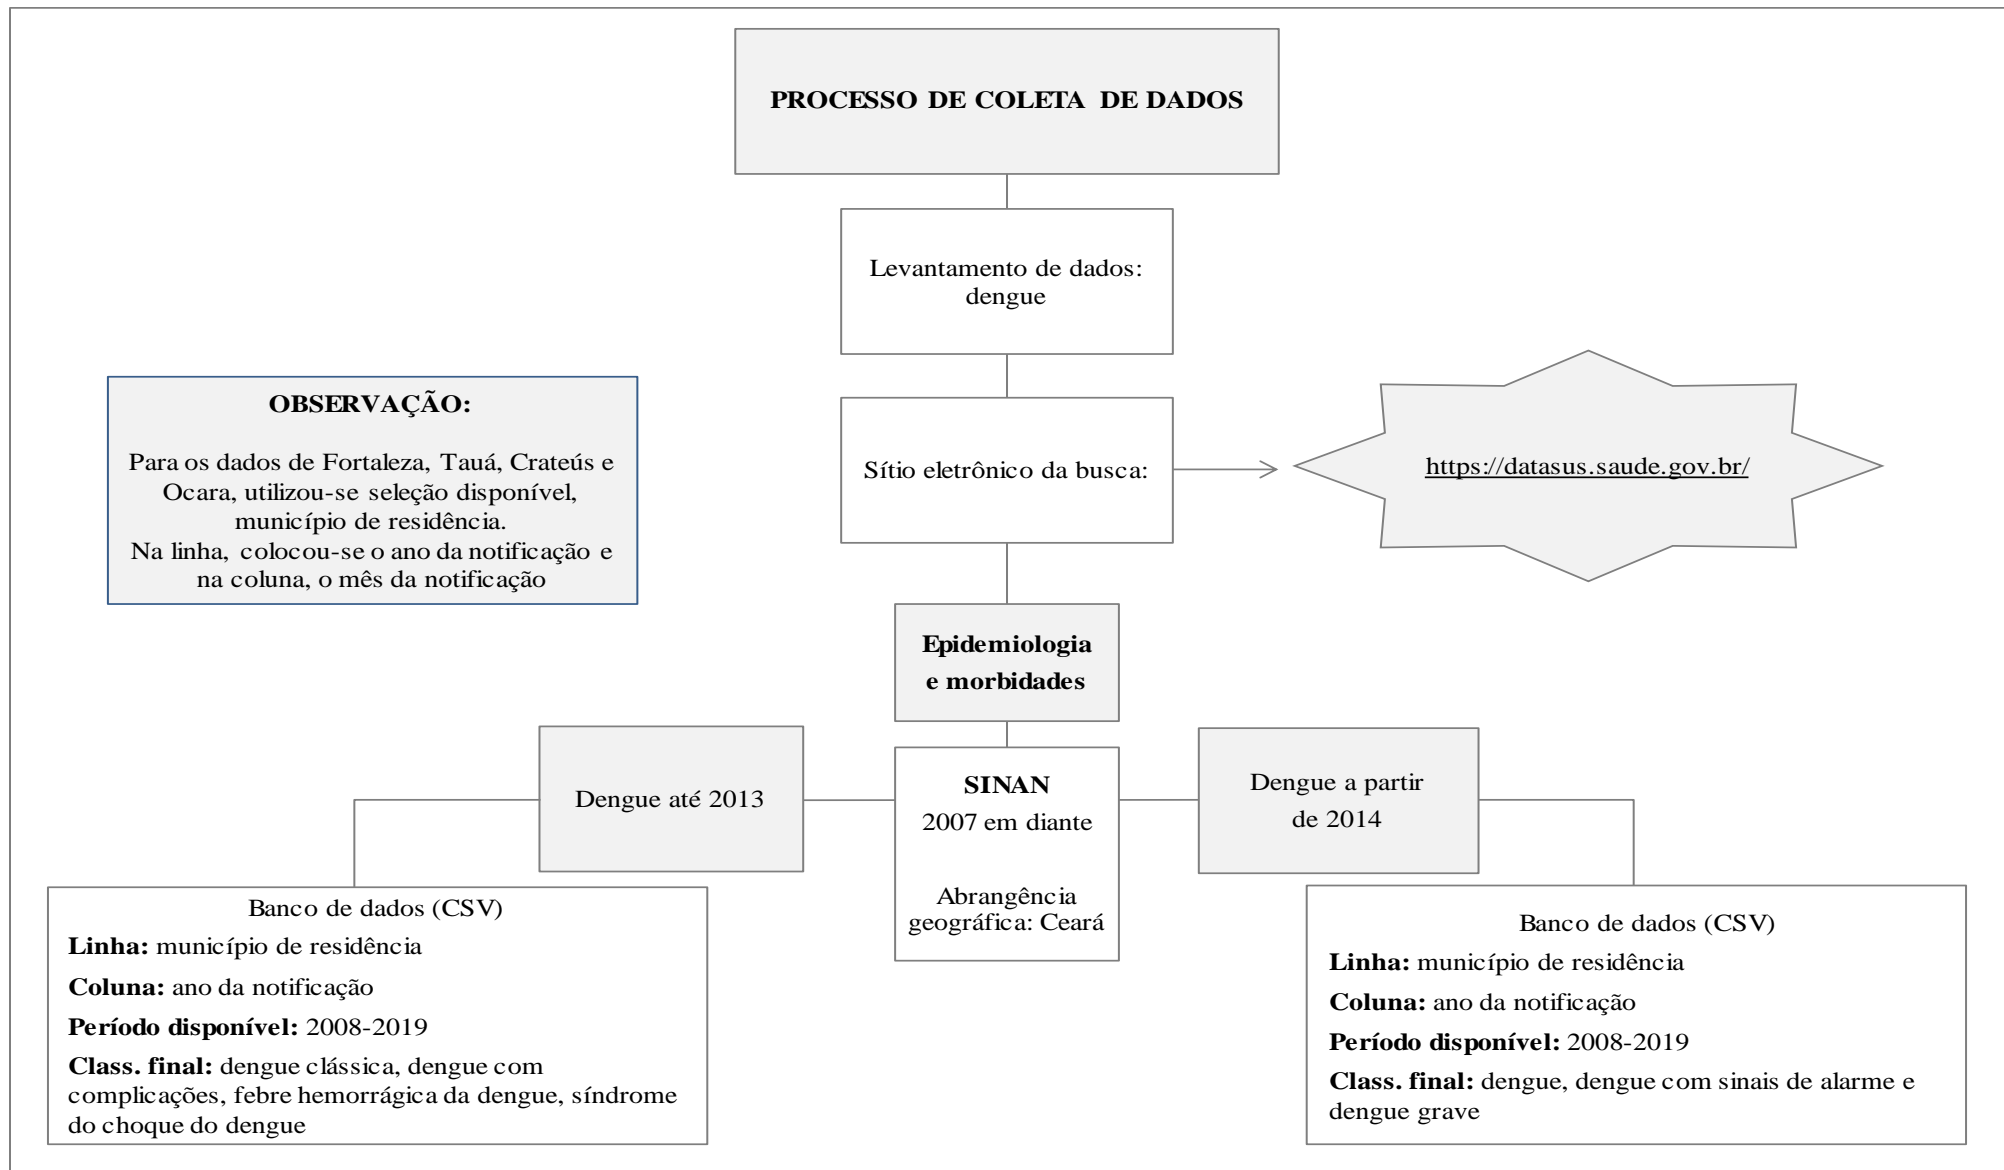 PROCESSO DE COLETA DE DADOS
Levantamento de dados:
dengue
OBSERVAÇÃO:
Para os dados de Fortaleza, Tauá, Crateús e
Ocara, utilizou-se seleção disponível,
município de residência.
Na linha, colocou-se o ano da notificação e
na coluna, o mês da notificação
Sítio eletrônico da busca:
https://datasus.saude.gov.br/
Epidemiologia
e morbidades
Dengue até 2013
SINAN
2007 em diante
Abrangência
geográfica: Ceará
Dengue a partir
de 2014
Banco de dados (CSV)
Linha: município de residência
Coluna: ano da notificação
Período disponível: 2008-2019
Class. final: dengue clássica, dengue com
complicações, febre hemorrágica da dengue, síndrome
do choque do dengue
Banco de dados (CSV)
Linha: município de residência
Coluna: ano da notificação
Período disponível: 2008-2019
Class. final: dengue, dengue com sinais de alarme e
dengue grave